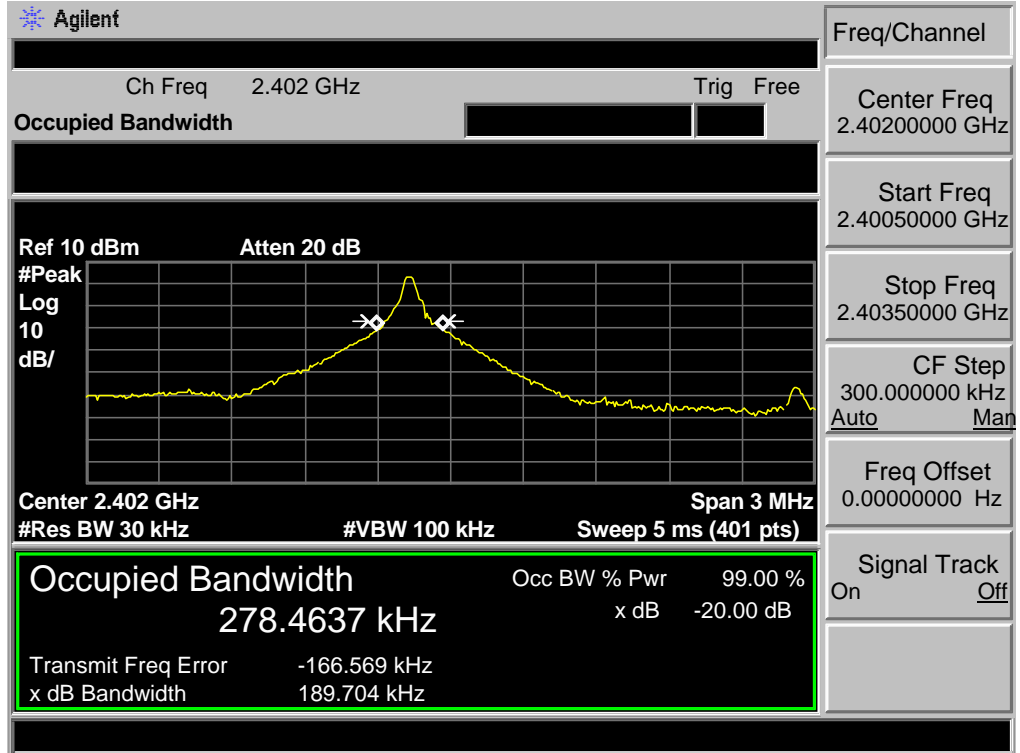 Agilent
Freq/Channel
Ch Freq 2.402 GHz Trig Free
Occupied Bandwidth
Center Freq
2.40200000 GHz
Start Freq
2.40050000 GHz
Ref 10 dBm Atten 20 dB
#Peak
Log
10
dB/
Stop Freq
2.40350000 GHz
CF Step
300.000000 kHz
Auto Man
Freq Offset
0.00000000 Hz
Center 2.402 GHz Span 3 MHz
#Res BW 30 kHz #VBW 100 kHz Sweep 5 ms (401 pts)
Signal Track
On Off
Occupied Bandwidth
278.4637 kHz
Occ BW % Pwr 99.00 %
x dB -20.00 dB
Transmit Freq Error -166.569 kHz
x dB Bandwidth 189.704 kHz